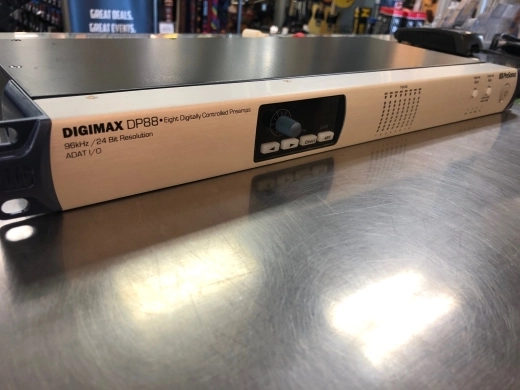 GREAT DEALS.
GREAT EVENTS.
DIGIMAX DP88 • Eight Digitally Controlled Preamps
96kHz / 24 Bit Resolution
ADAT I/O
PreSonus